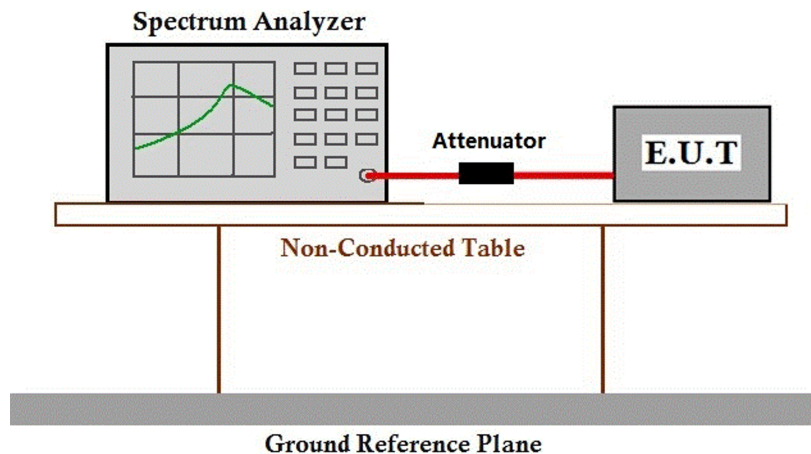 Spectrum Analyzer
Attenuator
E.U.T
Non-Conducted Table
Ground Reference Plane